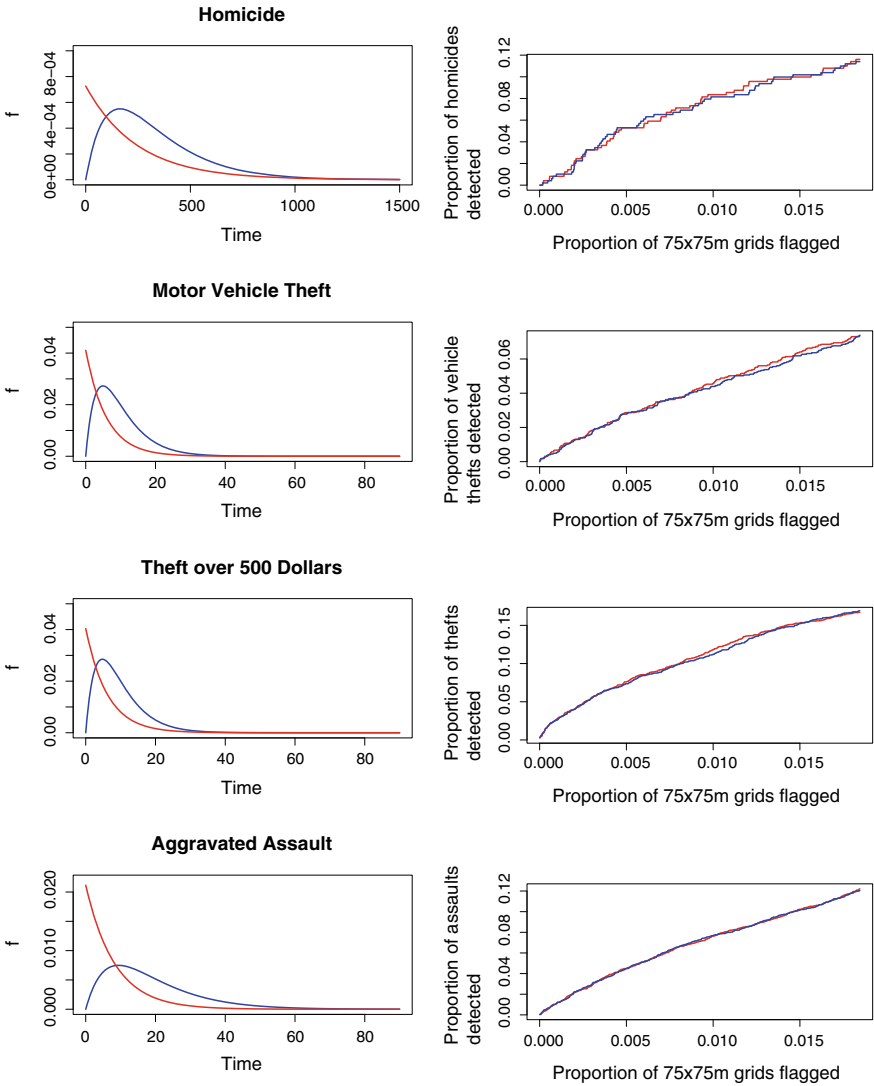 Homicide
f
0e+00 4e−04 8e−04
0 500 1000 1500
Time
Proportion of homicides
detected
0.00 0.04 0.08 0.12
0.000 0.005 0.010 0.015
Proportion of 75x75m grids flagged
Motor Vehicle Theft
f
0.00 0.02 0.04
0 20 40 60 80
Time
Proportion of vehicle
thefts detected
0.00 0.02 0.04 0.06
0.000 0.005 0.010 0.015
Proportion of 75x75m grids flagged
Theft over 500 Dollars
f
0.00 0.02 0.04
0 20 40 60 80
Time
Proportion of thefts
detected
0.00 0.05 0.10 0.15
0.000 0.005 0.010 0.015
Proportion of 75x75m grids flagged
Aggravated Assault
f
0.000 0.010 0.020
0 20 40 60 80
Time
Proportion of assaults
detected
0.00 0.04 0.08 0.12
0.000 0.005 0.010 0.015
Proportion of 75x75m grids flagged